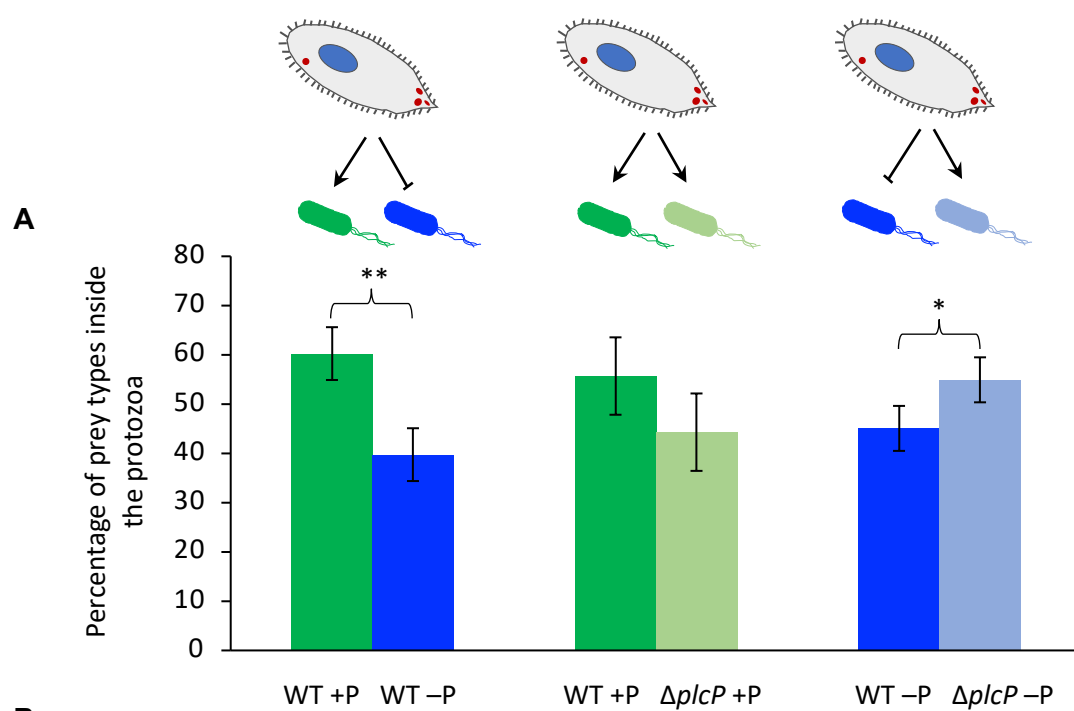 A
Percentage of prey types inside
the protozoa
80
70
60
50
40
30
20
10
0
**
*
WT +P WT –P WT +P ΔplcP +P WT –P ΔplcP –P